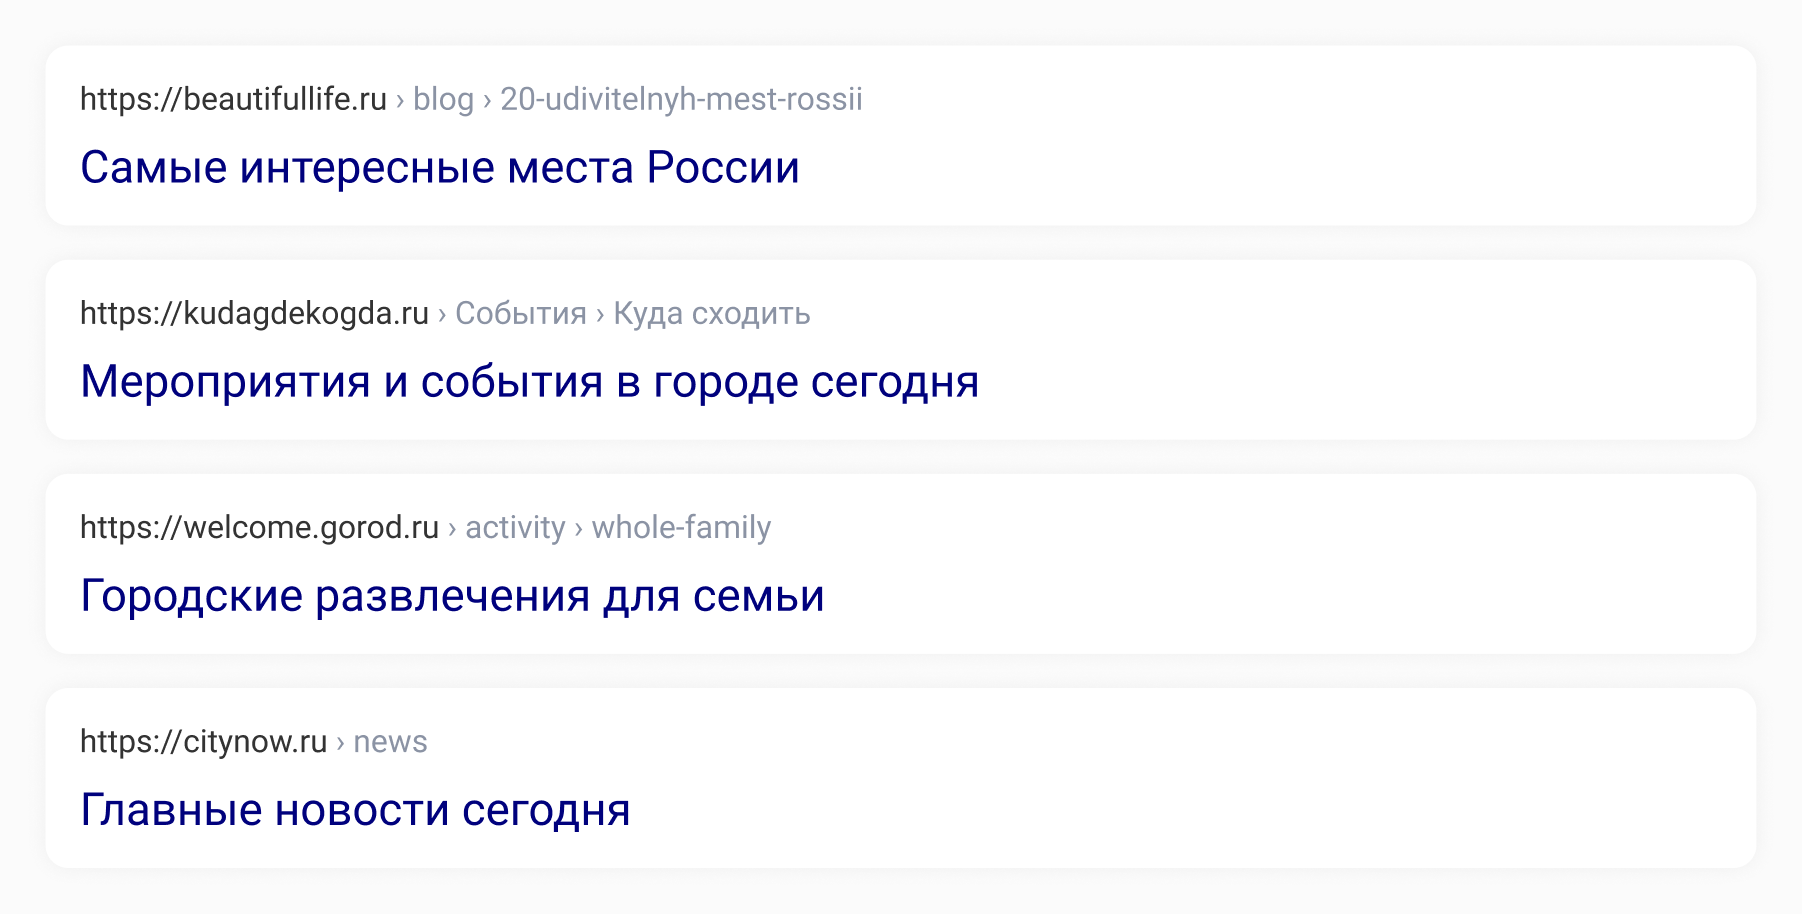 https://beautifullife.ru › blog › 20-udivitelnyh-mest-rossii
Самые интересные места России
https://kudagdekogda.ru › События › Куда сходить
Мероприятия и события в городе сегодня
https://welcome.gorod.ru › activity › whole-family
Городские развлечения для семьи
https://citynow.ru › news
Главные новости сегодня